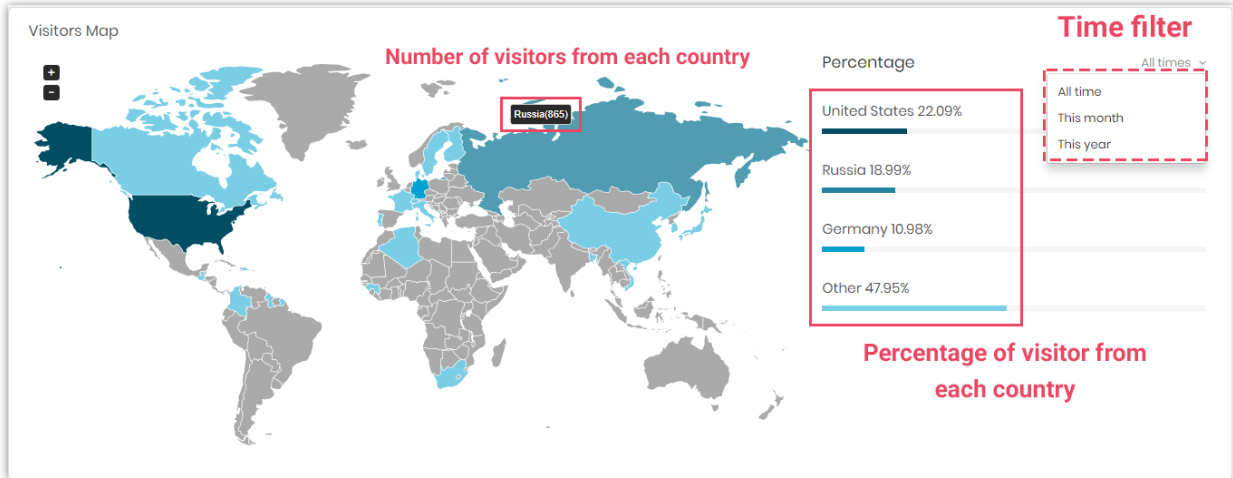 Visitors Map
Time filter
Number of visitors from each country
Percentage
All times
+
-
Russia(865)
All time
This month
This year
United States 22.09%
Russia 18.99%
Germany 10.98%
Other 47.95%
Percentage of visitor from
each country